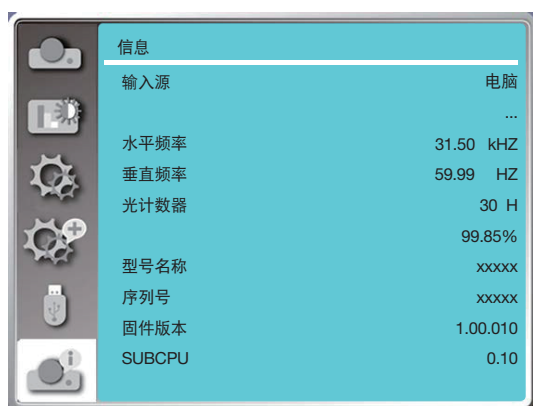 信息
输入源 电脑
...
水平频率 31.50 kHZ
垂直频率 59.99 HZ
光计数器 30 H
99.85%
型号名称 xxxxx
序列号 xxxxx
固件版本 1.00.010
SUBCPU 0.10